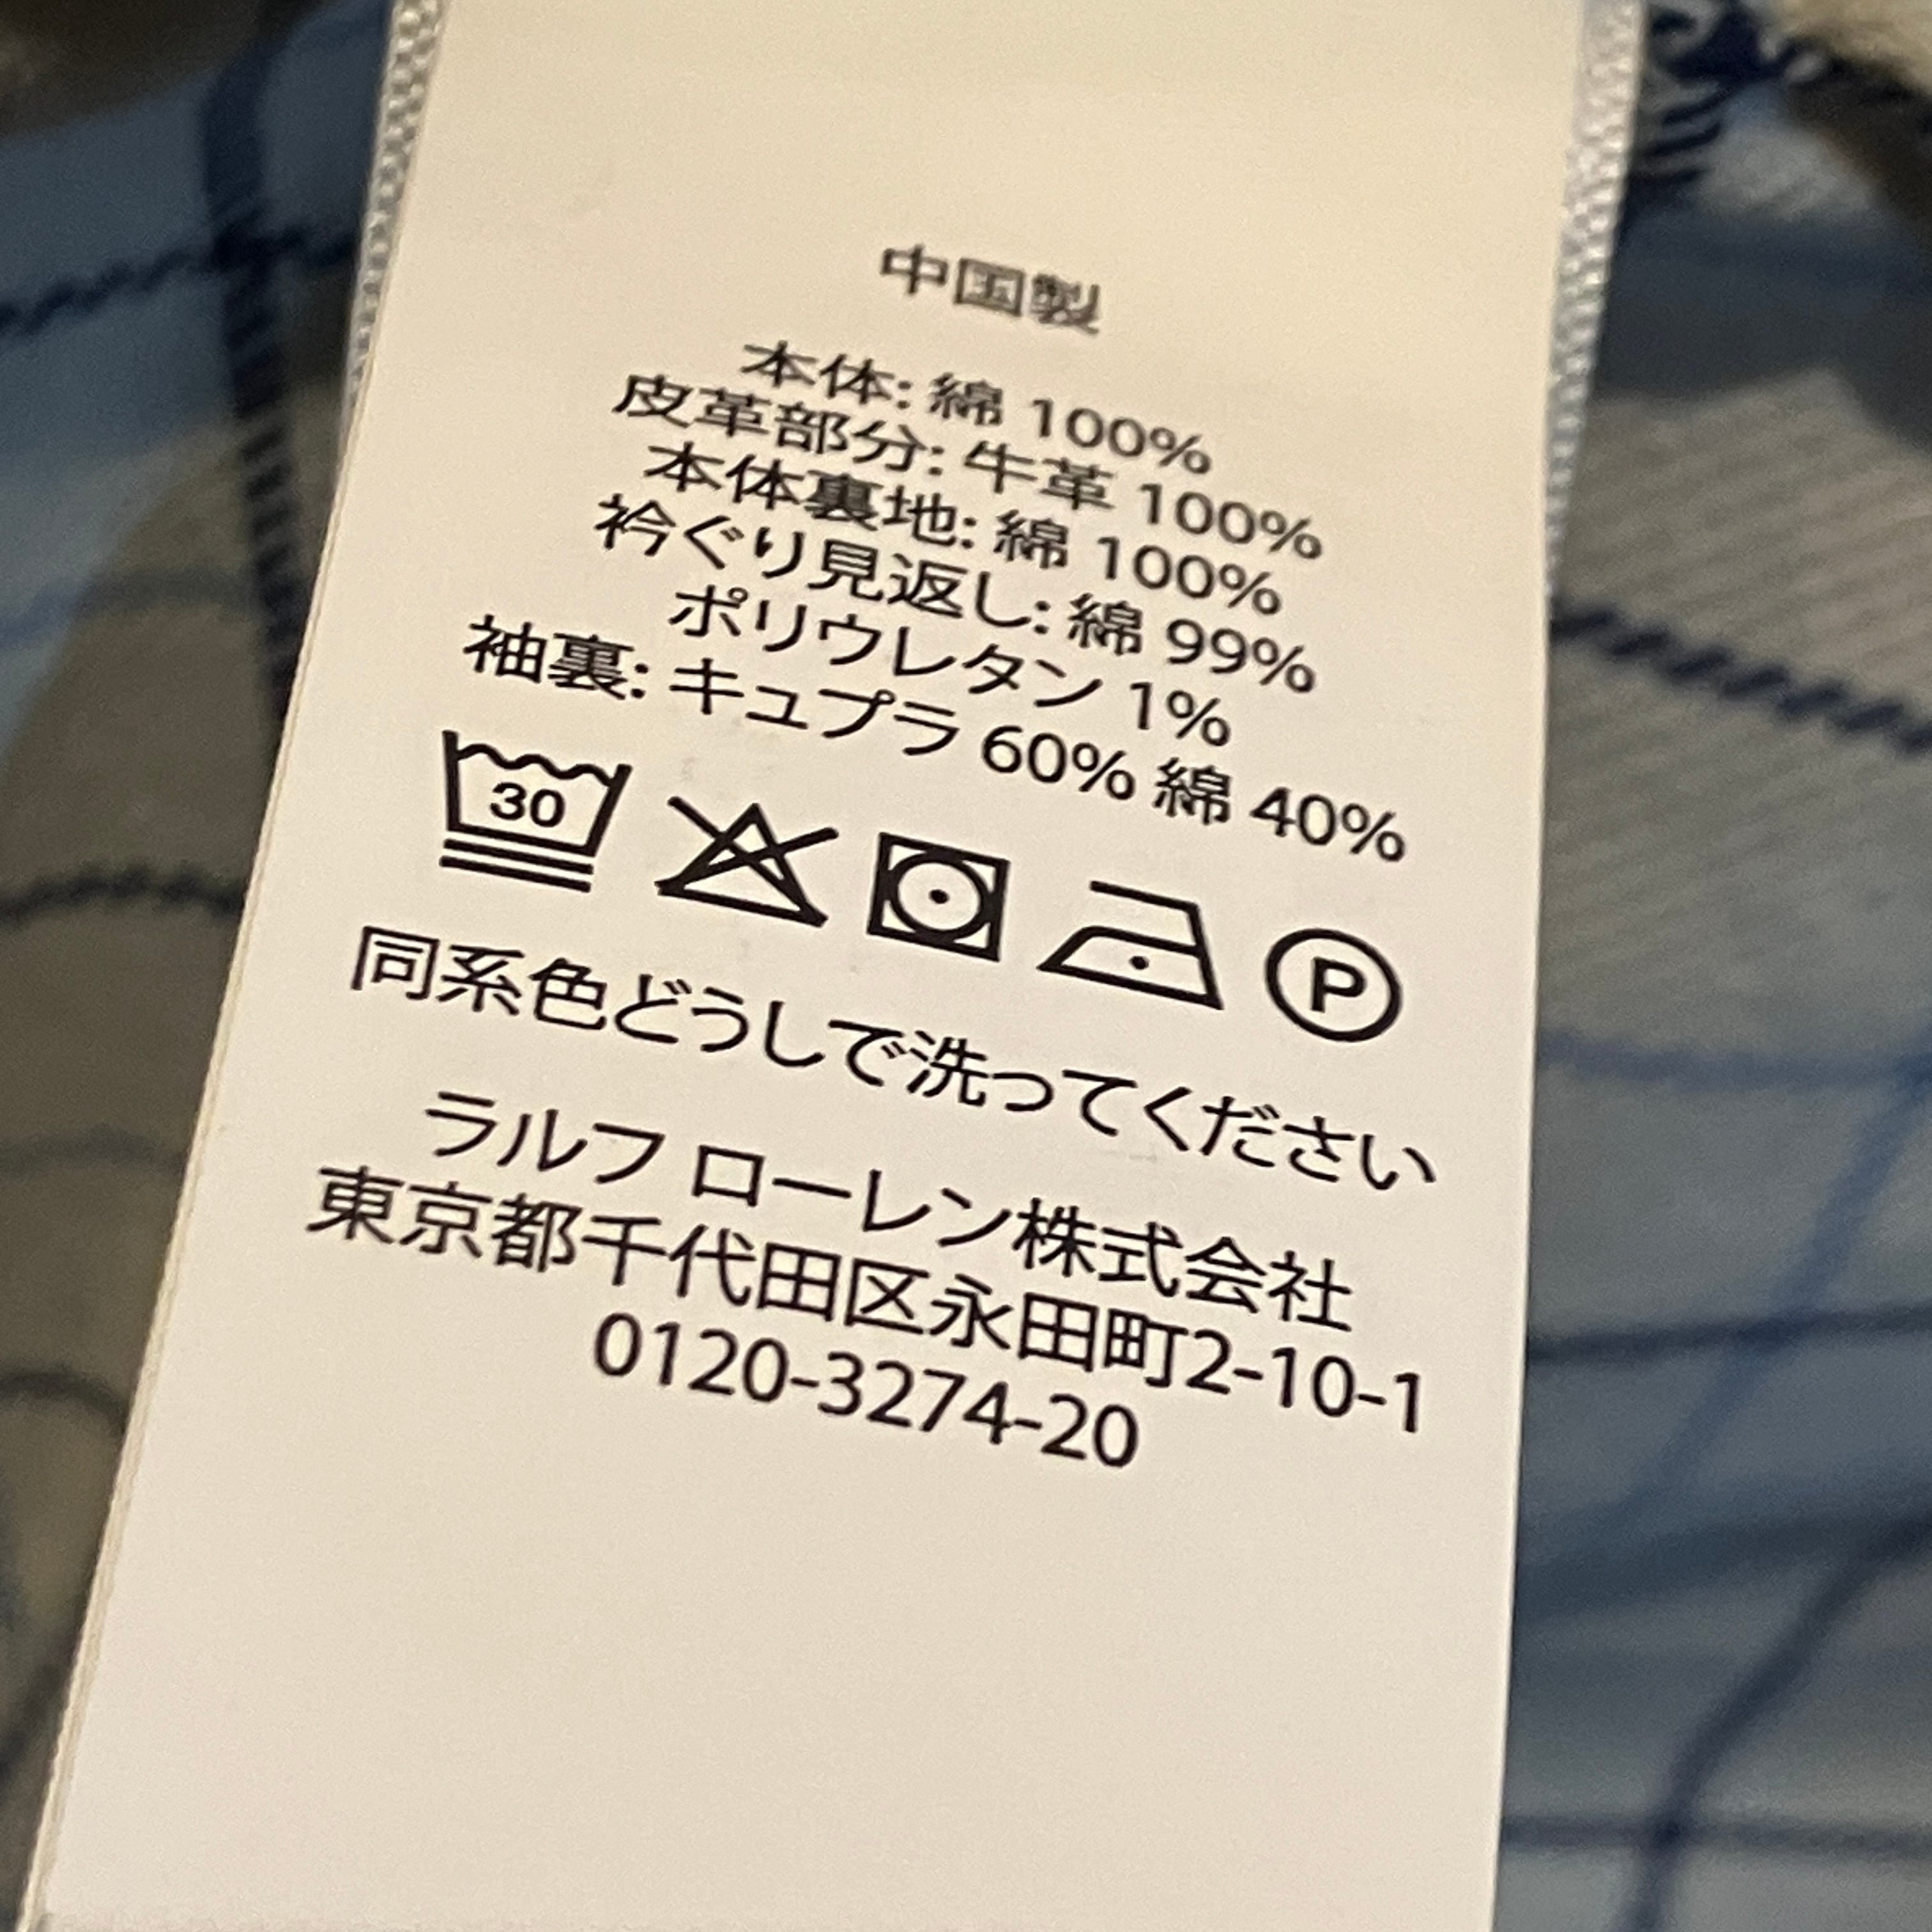 中国製
本体: 綿 100%
皮革部分: 牛革 100%
本体裏地: 綿 100%
衿ぐり見返し: 綿 99%
ポリウレタン 1%
袖裏: キュプラ 60% 綿 40%
30
P
同系色どうしで洗ってください
ラルフ ローレン株式会社
東京都千代田区永田町2-10-1
0120-3274-20